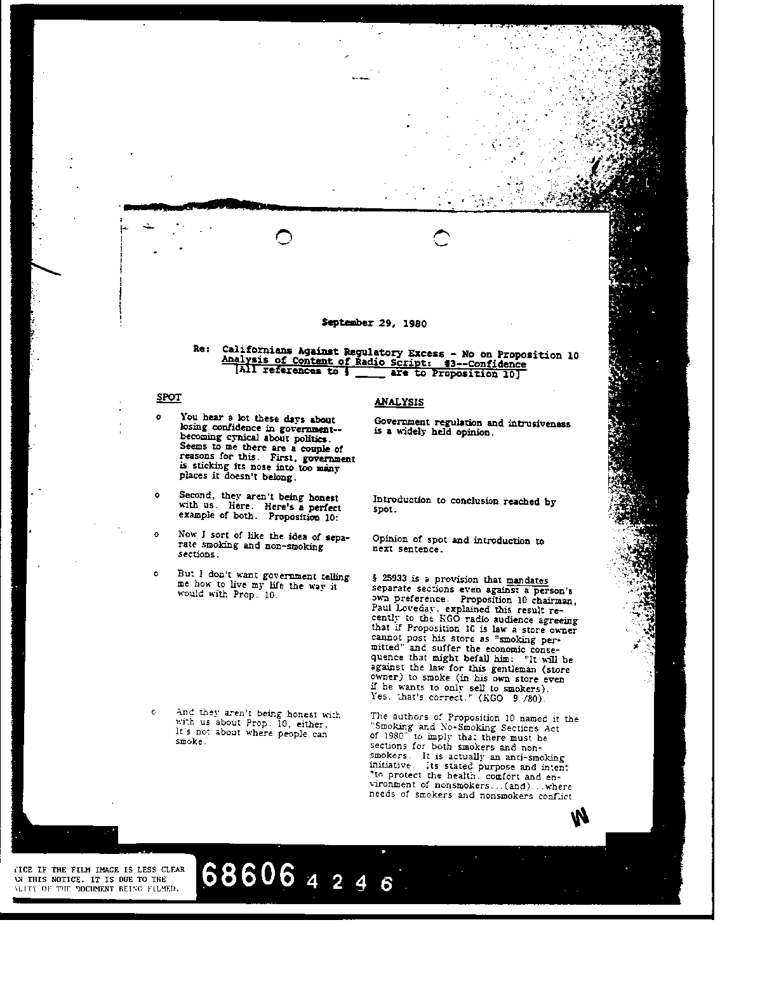 September 29, 1980
Re: Californians Against Regulatory Excess - No on Proposition 10
Analysis of Content of Radio Script: #3--Confidence
[All references to § ____ are to Proposition 10]
SPOT
o You hear a lot these days about
losing confidence in government--
becoming cynical about politics.
Seems to me there are a couple of
reasons for this. First, government
is sticking its nose into too many
places it doesn't belong.
o Second, they aren't being honest
with us. Here. Here's a perfect
example of both. Proposition 10:
o Now I sort of like the idea of sepa-
rate smoking and non-smoking
sections.
o But I don't want government telling
me how to live my life the way it
would with Prop. 10.
o And they aren't being honest with
with us about Prop. 10, either.
It's not about where people can
smoke.
ANALYSIS
Government regulation and intrusiveness
is a widely held opinion.
Introduction to conclusion reached by
spot.
Opinion of spot and introduction to
next sentence.
§ 25933 is a provision that mandates
separate sections even against a person's
own preference. Proposition 10 chairman,
Paul Loveday, explained this result re-
cently to the KGO radio audience agreeing
that if Proposition 10 is law a store owner
cannot post his store as "smoking per-
mitted" and suffer the economic conse-
quence that might befall him: "It will be
against the law for this gentleman (store
owner) to smoke (in his own store even
if he wants to only sell to smokers).
Yes, that's correct." (KGO 9 /80).
The authors of Proposition 10 named it the
"Smoking and No-Smoking Sections Act
of 1980" to imply that there must be
sections for both smokers and non-
smokers. It is actually an anti-smoking
initiative. Its stated purpose and intent
"to protect the health, comfort and en-
vironment of nonsmokers...(and)...where
needs of smokers and nonsmokers conflict
IF THE FILM IMAGE IS LESS CLEAR
THIS NOTICE, IT IS DUE TO THE
OF THE DOCUMENT BEING FILMED.
68606 4246